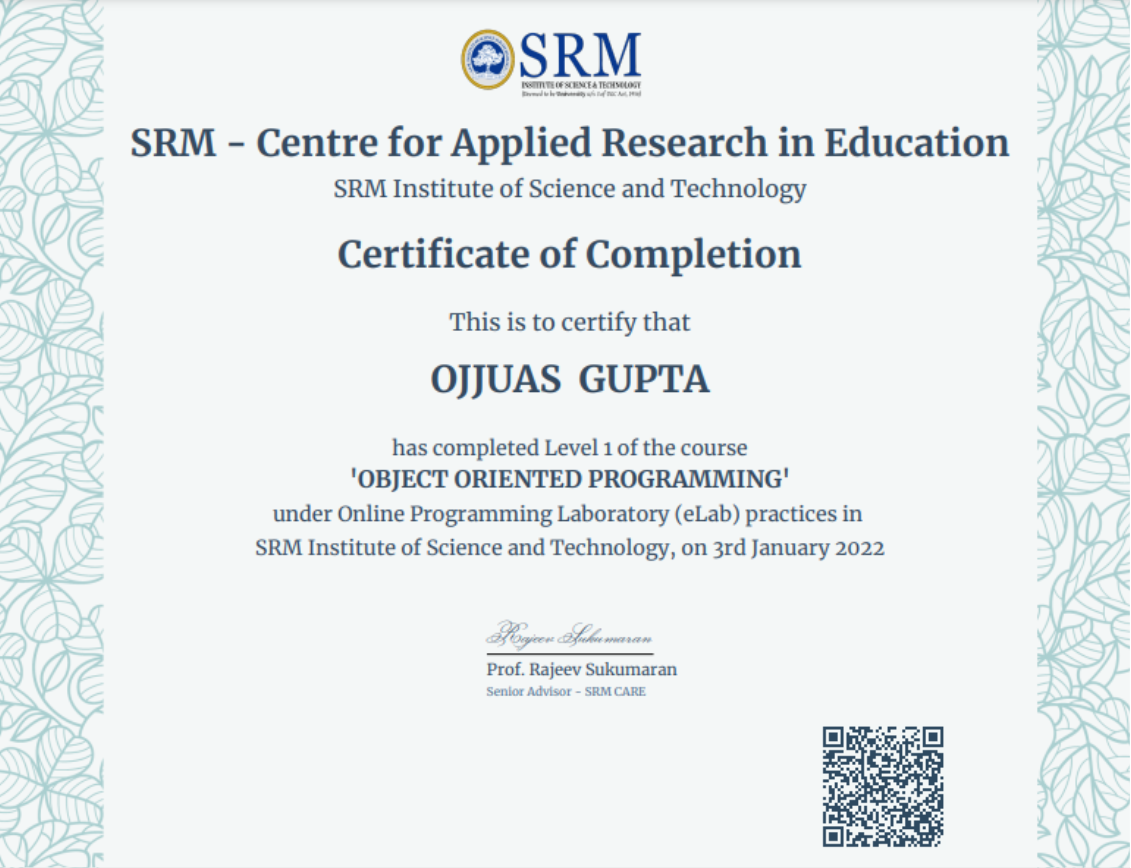 SRM
INSTITUTE OF SCIENCE & TECHNOLOGY
(Deemed to be University u/s 3 of UGC Act, 1956)
SRM - Centre for Applied Research in Education
SRM Institute of Science and Technology
Certificate of Completion
This is to certify that
OJJUAS GUPTA
has completed Level 1 of the course
'OBJECT ORIENTED PROGRAMMING'
under Online Programming Laboratory (eLab) practices in
SRM Institute of Science and Technology, on 3rd January 2022
Rajeev Sukumaran
Prof. Rajeev Sukumaran
Senior Advisor - SRM CARE